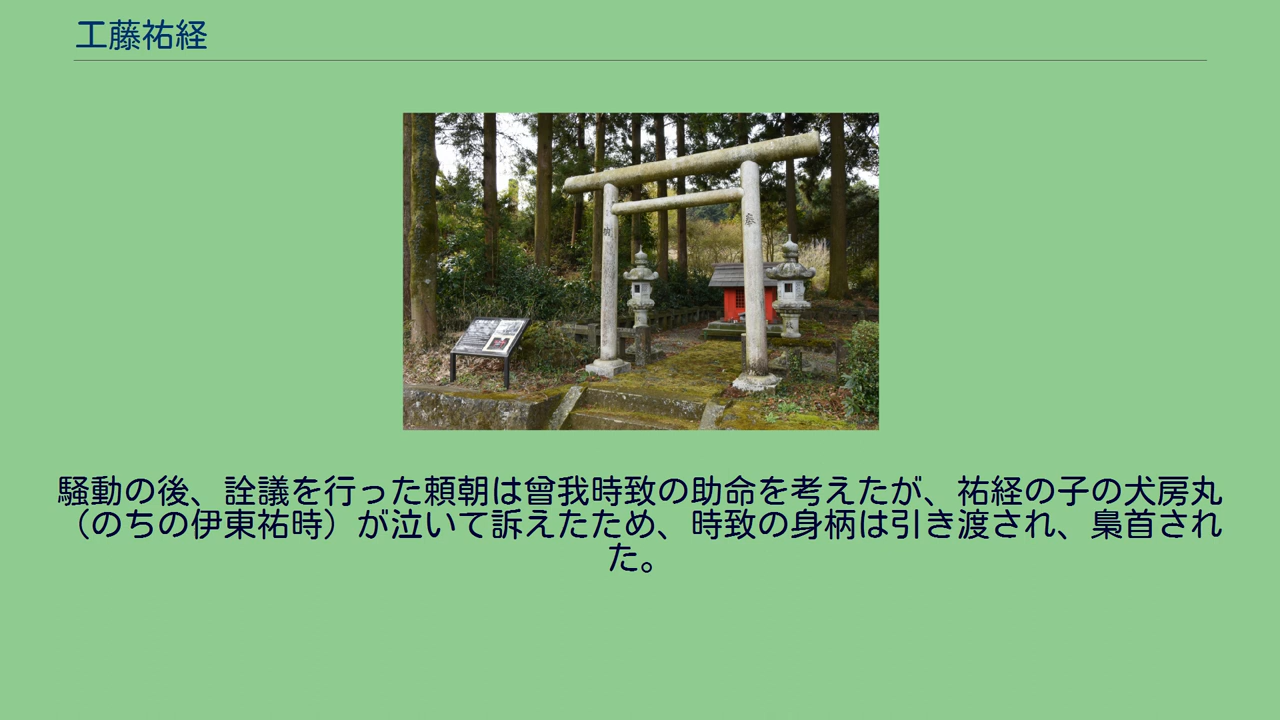 工藤祐経
奉
騒動の後、詮議を行った頼朝は曾我時致の助命を考えたが、祐経の子の犬房丸
（のちの伊東祐時）が泣いて訴えたため、時致の身柄は引き渡され、梟首され
た。